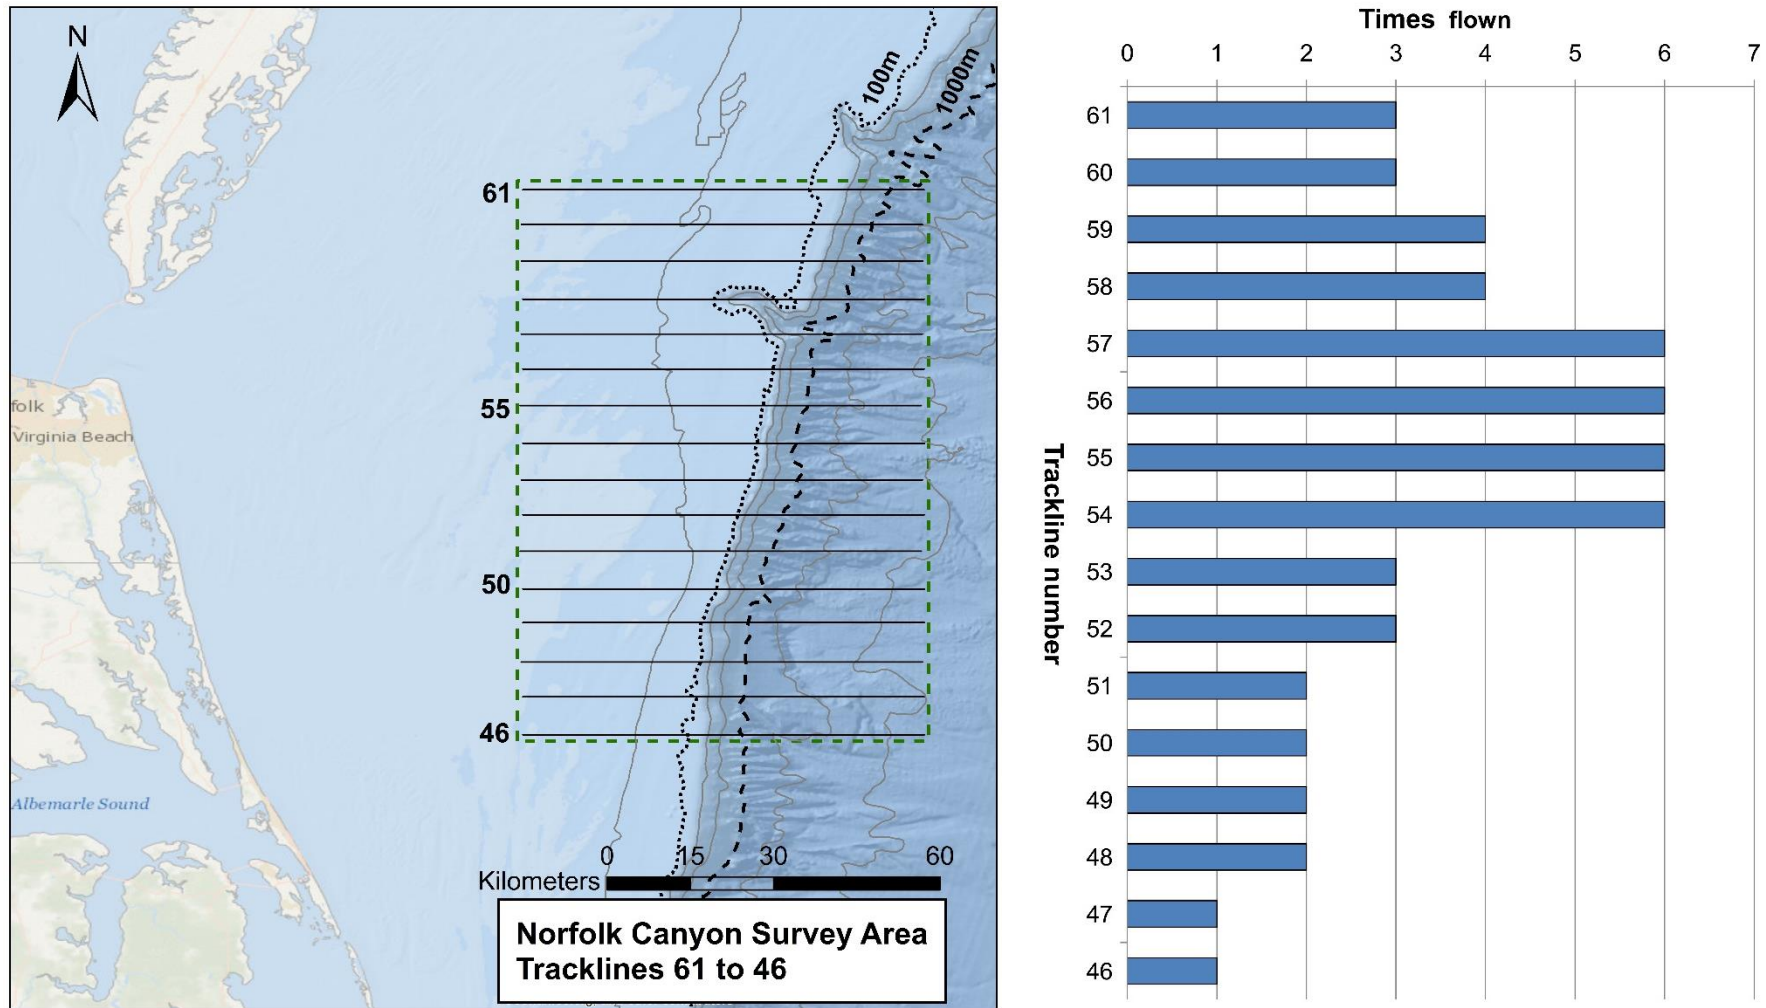 N
100m
1000m
61
55
50
46
folk
Virginia Beach
Albemarle Sound
0 15 30 60
Kilometers
Norfolk Canyon Survey Area
Tracklines 61 to 46
Times flown
0 1 2 3 4 5 6 7
Trackline number
61
60
59
58
57
56
55
54
53
52
51
50
49
48
47
46